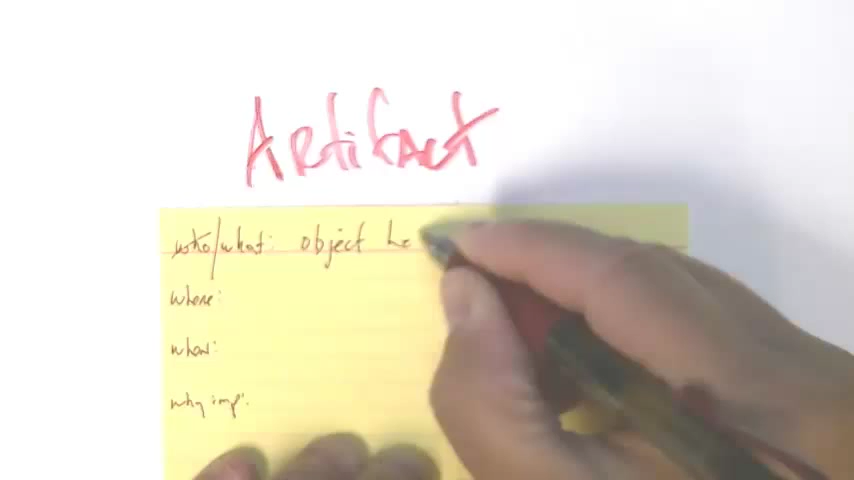 Artifact
who/what: object he
where:
when:
why imp: